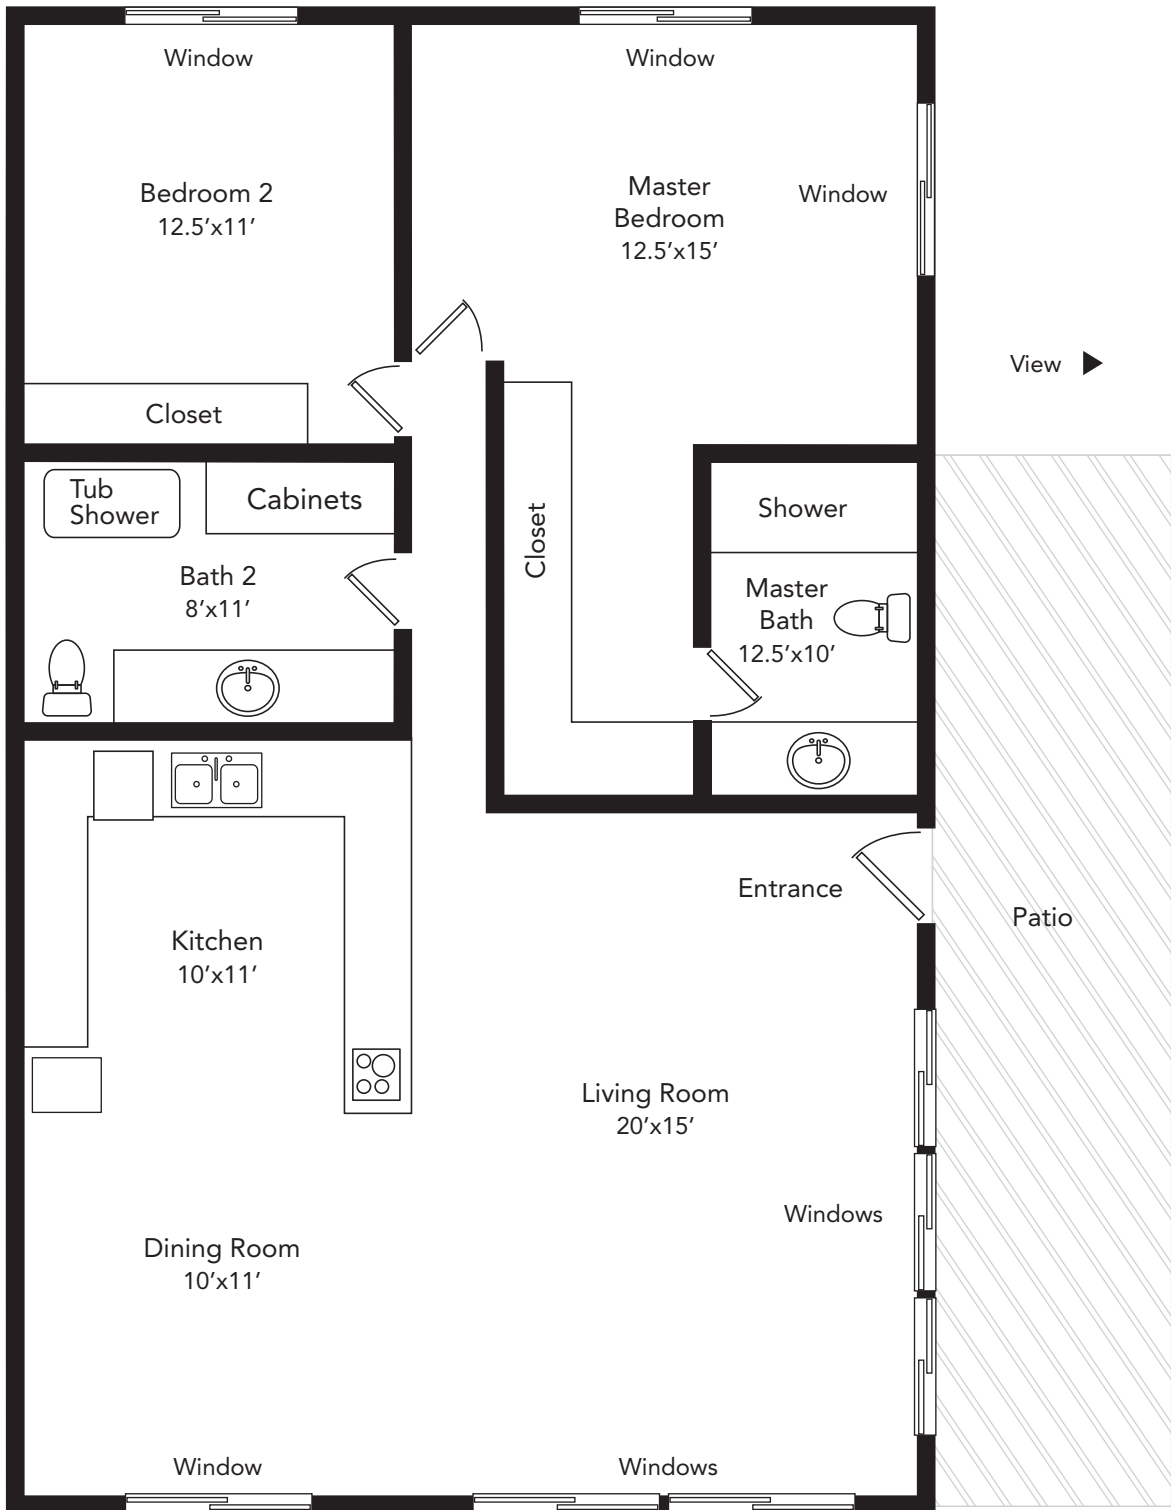 Window
Window
Bedroom 2
12.5’x11’
Master
Bedroom
12.5’x15’
Window
View
Closet
Tub
Shower
Cabinets
Closet
Shower
Bath 2
8’x11’
Master
Bath
12.5’x10’
Entrance
Patio
Kitchen
10’x11’
Living Room
20’x15’
Windows
Dining Room
10’x11’
Window
Windows